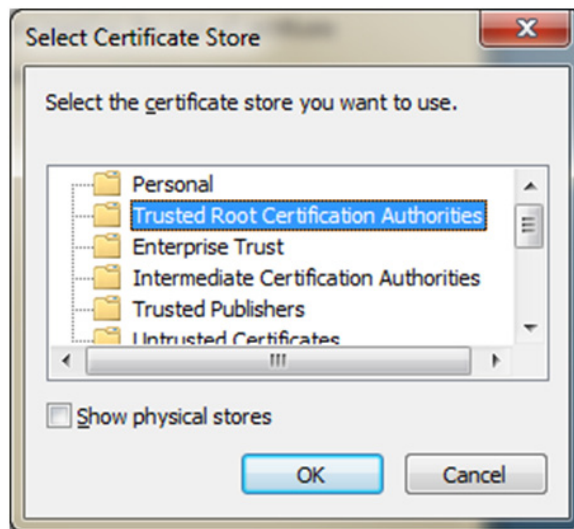 Select Certificate Store
Select the certificate store you want to use.
Personal
Trusted Root Certification Authorities
Enterprise Trust
Intermediate Certification Authorities
Trusted Publishers
Untrusted Certificates
Show physical stores
OK
Cancel